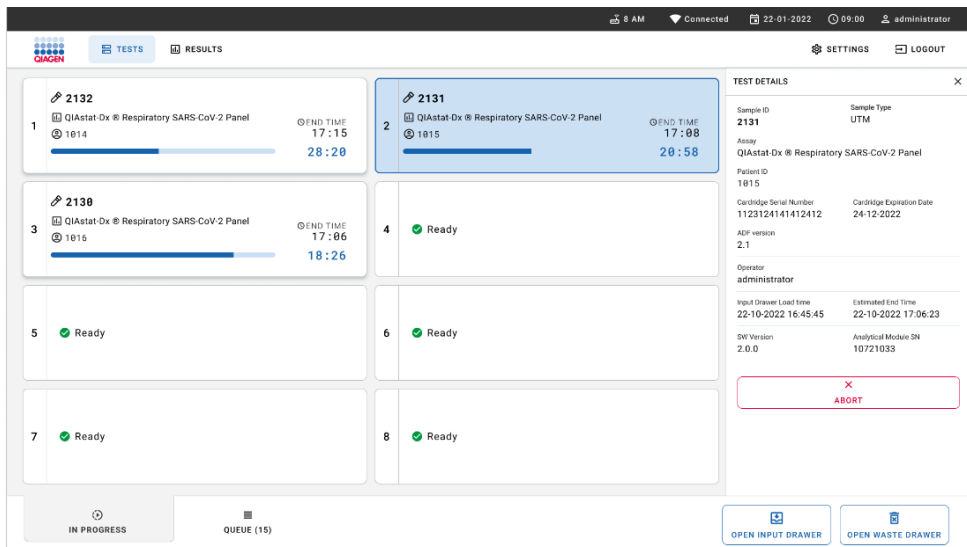 8 AM Connected 22-01-2022 09:00 administrator
QIAGEN TESTS RESULTS SETTINGS LOGOUT
1
2132
QIAstat-Dx ® Respiratory SARS-CoV-2 Panel
1014
END TIME
17:15
28:20
2
2131
QIAstat-Dx ® Respiratory SARS-CoV-2 Panel
1015
END TIME
17:08
20:58
3
2130
QIAstat-Dx ® Respiratory SARS-CoV-2 Panel
1016
END TIME
17:06
18:26
4 Ready
5 Ready
6 Ready
7 Ready
8 Ready
TEST DETAILS
Sample ID Sample Type
2131 UTM
Assay
QIAstat-Dx ® Respiratory SARS-CoV-2 Panel
Patient ID
1015
Cardridge Serial Number Cardridge Expiration Date
1123124141412412 24-12-2022
ADF version
2.1
Operator
administrator
Input Drawer Load time Estimated End Time
22-10-2022 16:45:45 22-10-2022 17:06:23
SW Version Analytical Module SN
2.0.0 10721033
ABORT
IN PROGRESS QUEUE (15) OPEN INPUT DRAWER OPEN WASTE DRAWER